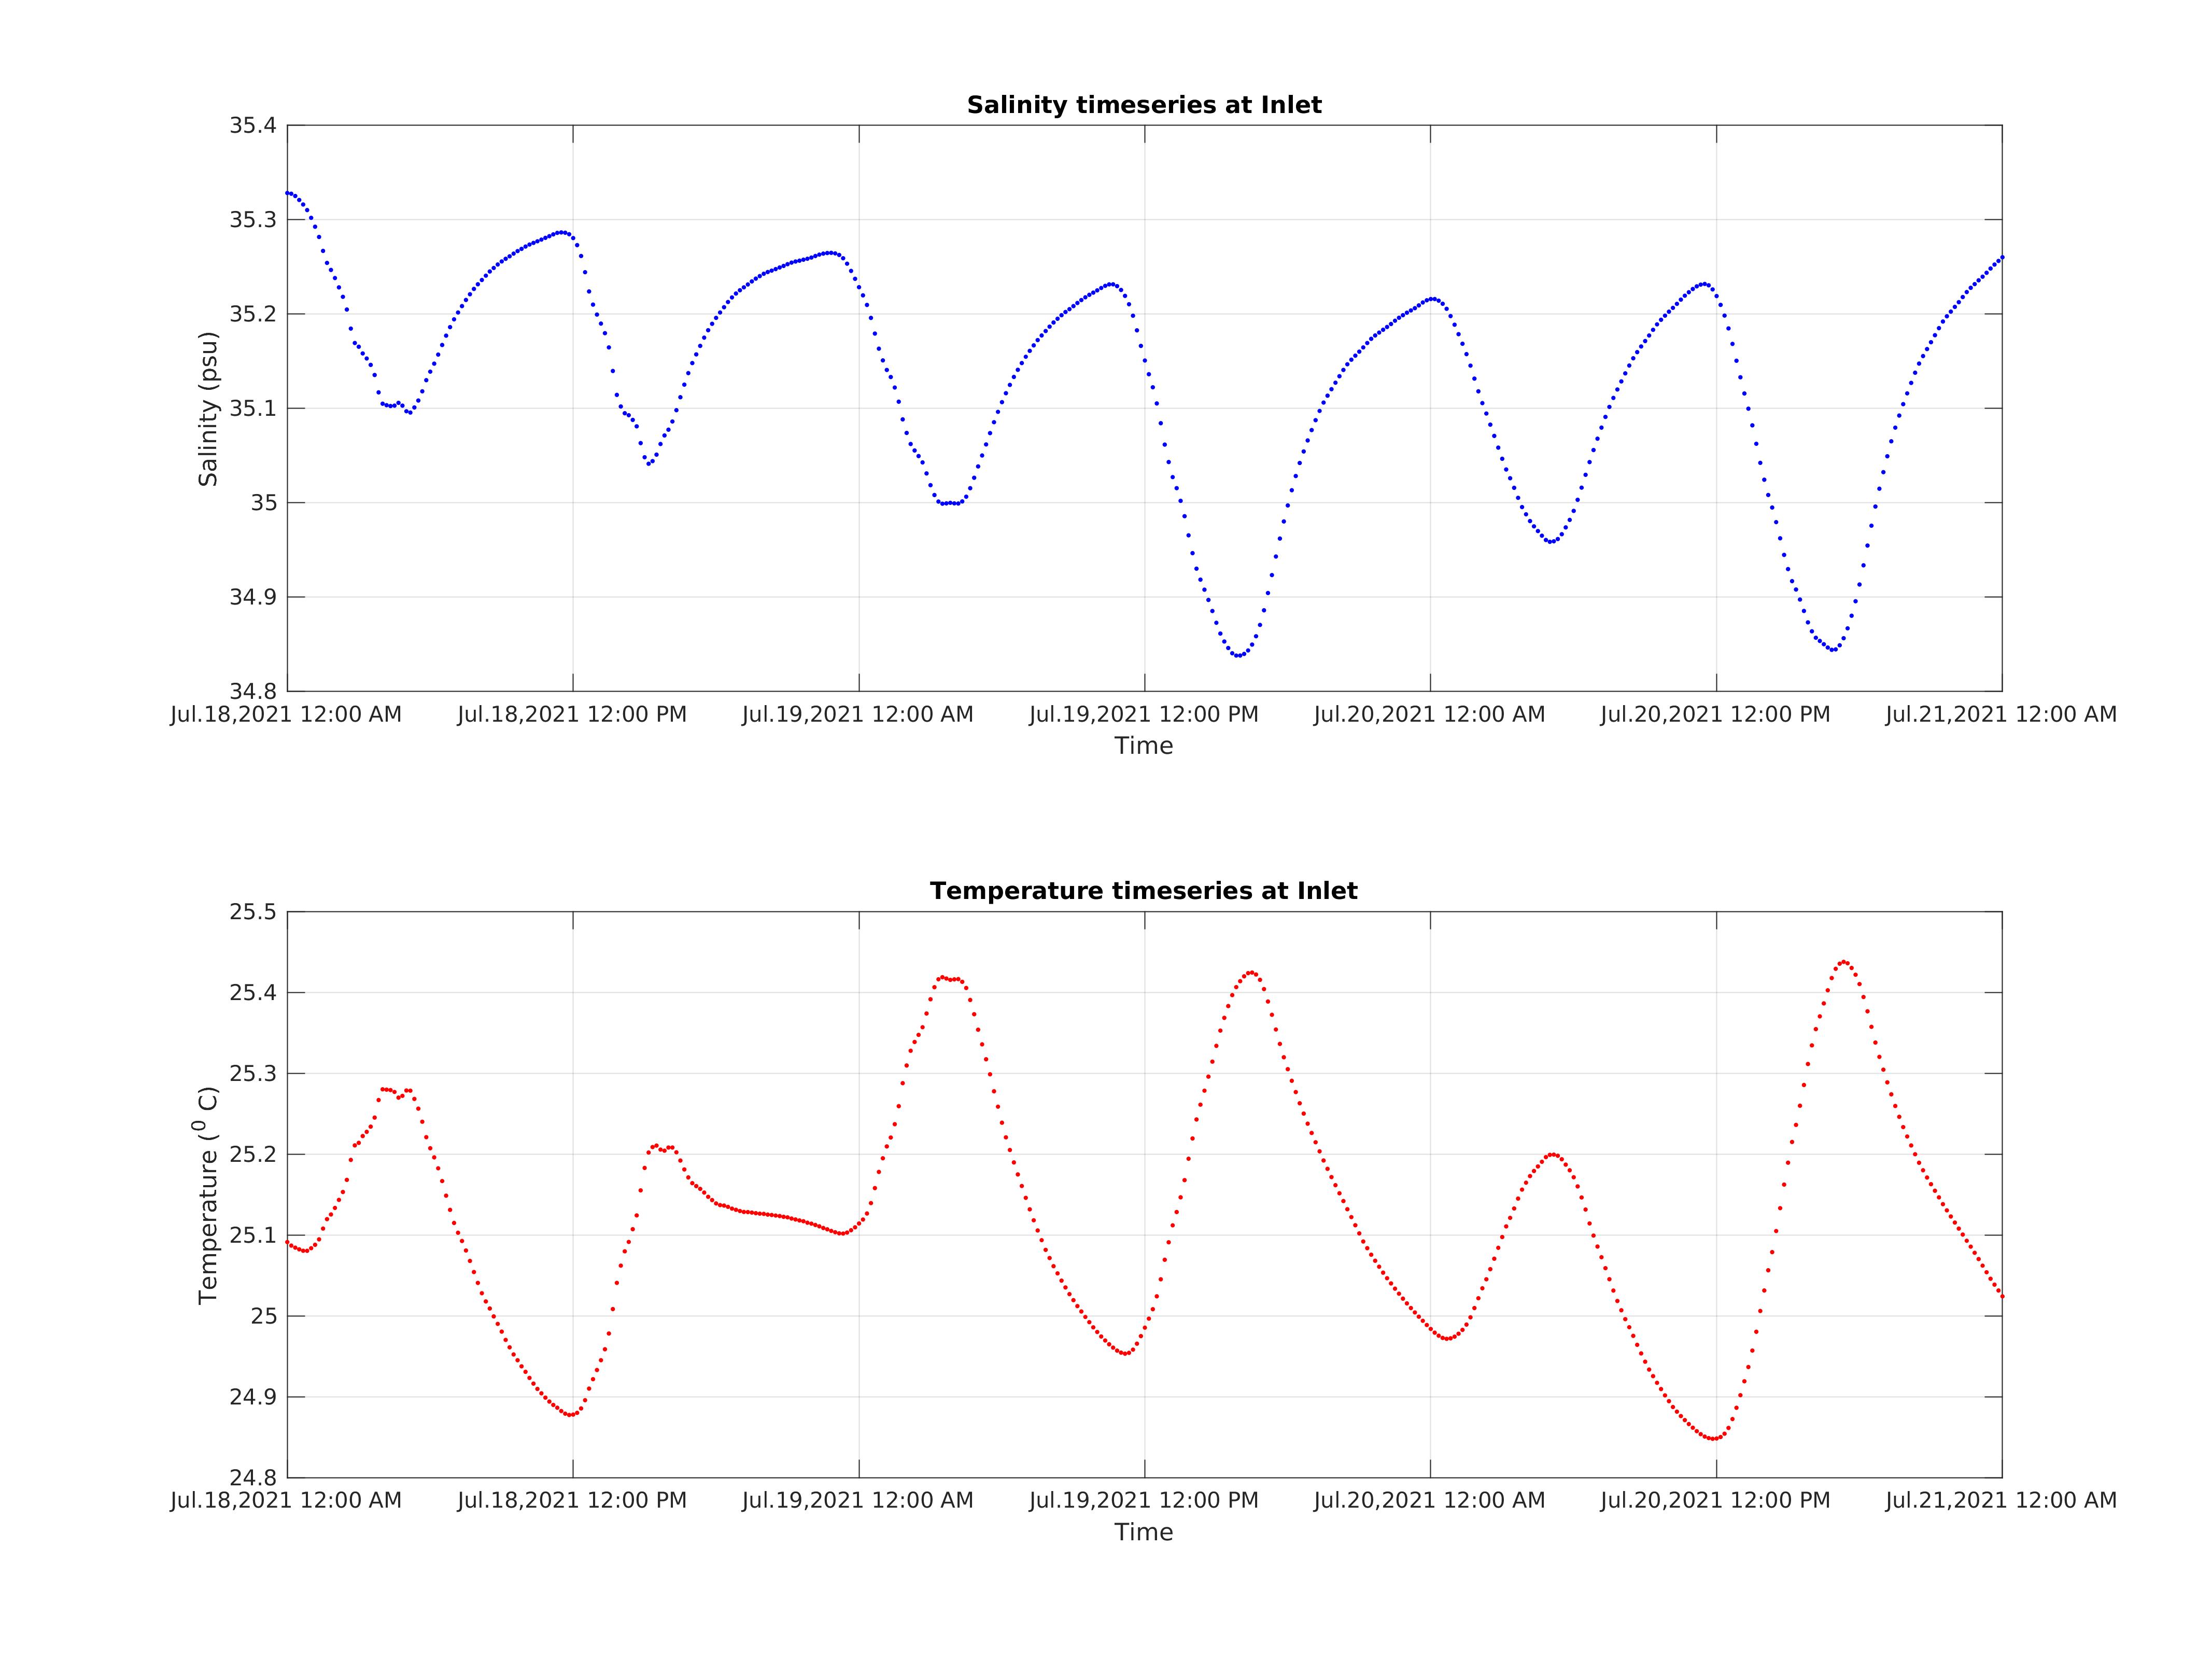 Salinity timeseries at Inlet
35.4
35.3
35.2
35.1
35
34.9
34.8
Salinity (psu)
Jul.18,2021 12:00 AM Jul.18,2021 12:00 PM Jul.19,2021 12:00 AM Jul.19,2021 12:00 PM Jul.20,2021 12:00 AM Jul.20,2021 12:00 PM Jul.21,2021 12:00 AM
Time
Temperature timeseries at Inlet
25.5
25.4
25.3
25.2
25.1
25
24.9
24.8
Temperature (⁰ C)
Jul.18,2021 12:00 AM Jul.18,2021 12:00 PM Jul.19,2021 12:00 AM Jul.19,2021 12:00 PM Jul.20,2021 12:00 AM Jul.20,2021 12:00 PM Jul.21,2021 12:00 AM
Time